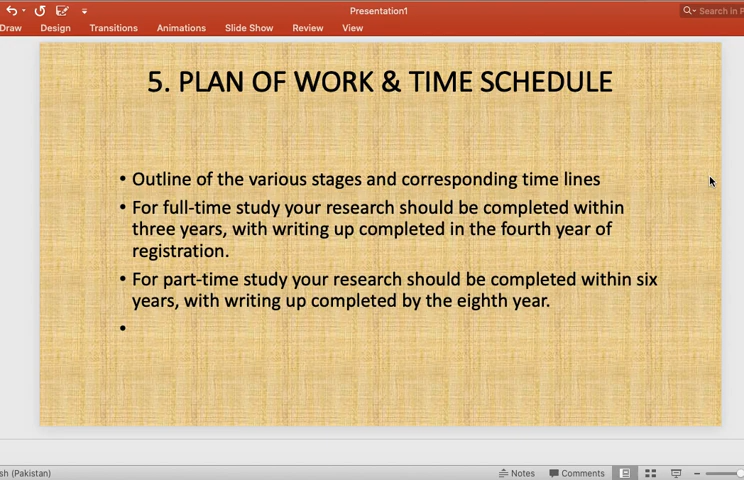 Presentation1
Search in P
Draw Design Transitions Animations Slide Show Review View
5. PLAN OF WORK & TIME SCHEDULE
• Outline of the various stages and corresponding time lines
• For full-time study your research should be completed within
three years, with writing up completed in the fourth year of
registration.
• For part-time study your research should be completed within six
years, with writing up completed by the eighth year.
•
sh (Pakistan) Notes Comments